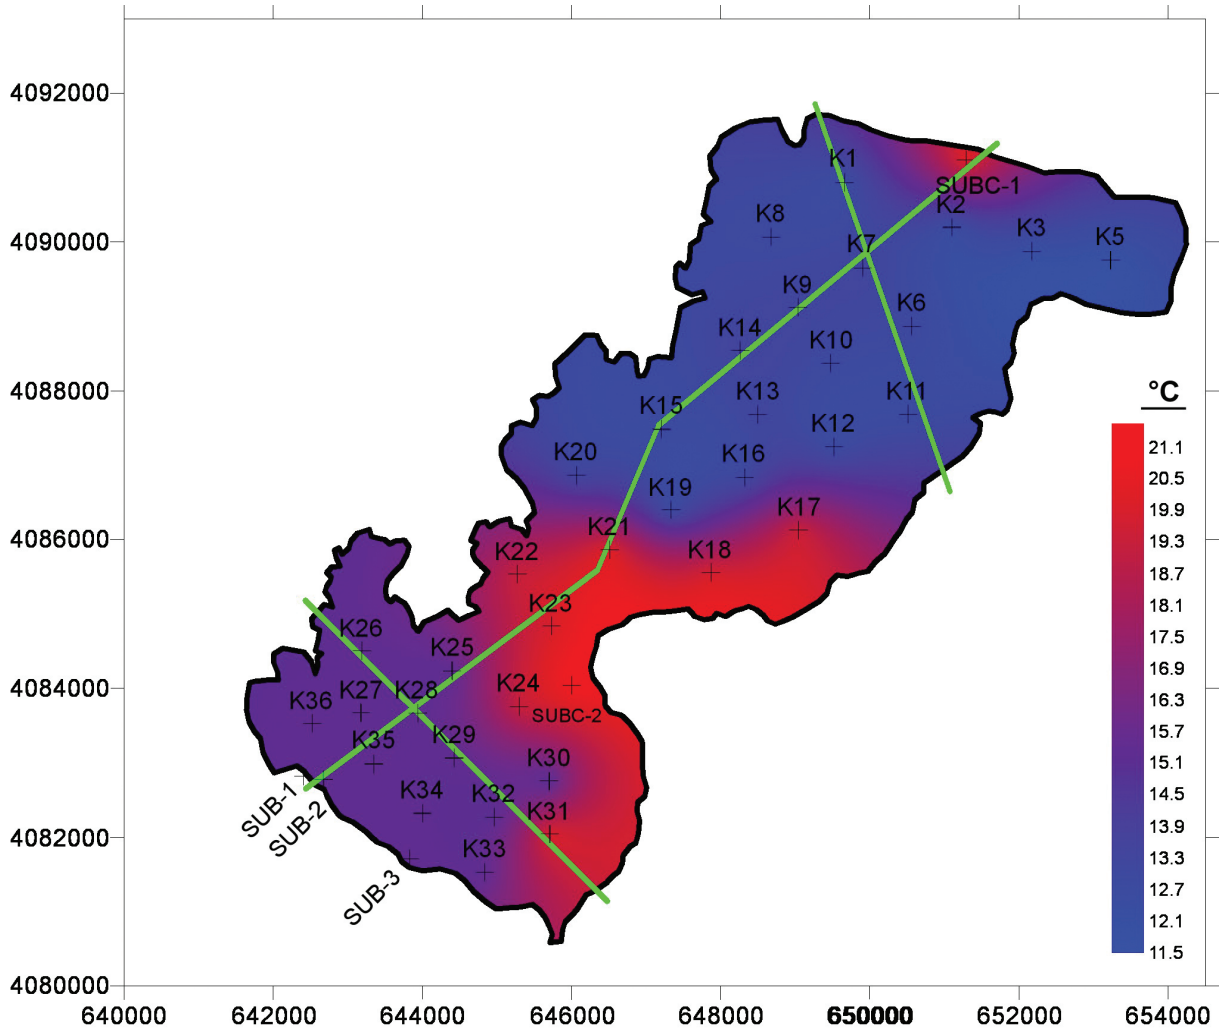 4092000
K1
SUBC-1
K2
K8
4090000
K7
K3
K5
K9
K6
K14
K10
4088000
°C
K15
K13
K11
K12
21.1
K20
K16
20.5
K19
K17
19.9
4086000
K21
19.3
K22
K18
18.7
K23
18.1
K26
K25
17.5
4084000
K36
K27
K28
K24
SUBC-2
16.9
16.3
K35
K29
15.7
K30
15.1
SUB-1
SUB-2
K34
K32
14.5
4082000
K31
13.9
K33
13.3
SUB-3
12.7
12.1
11.5
4080000
640000
642000
644000
646000
648000
650000
652000
654000